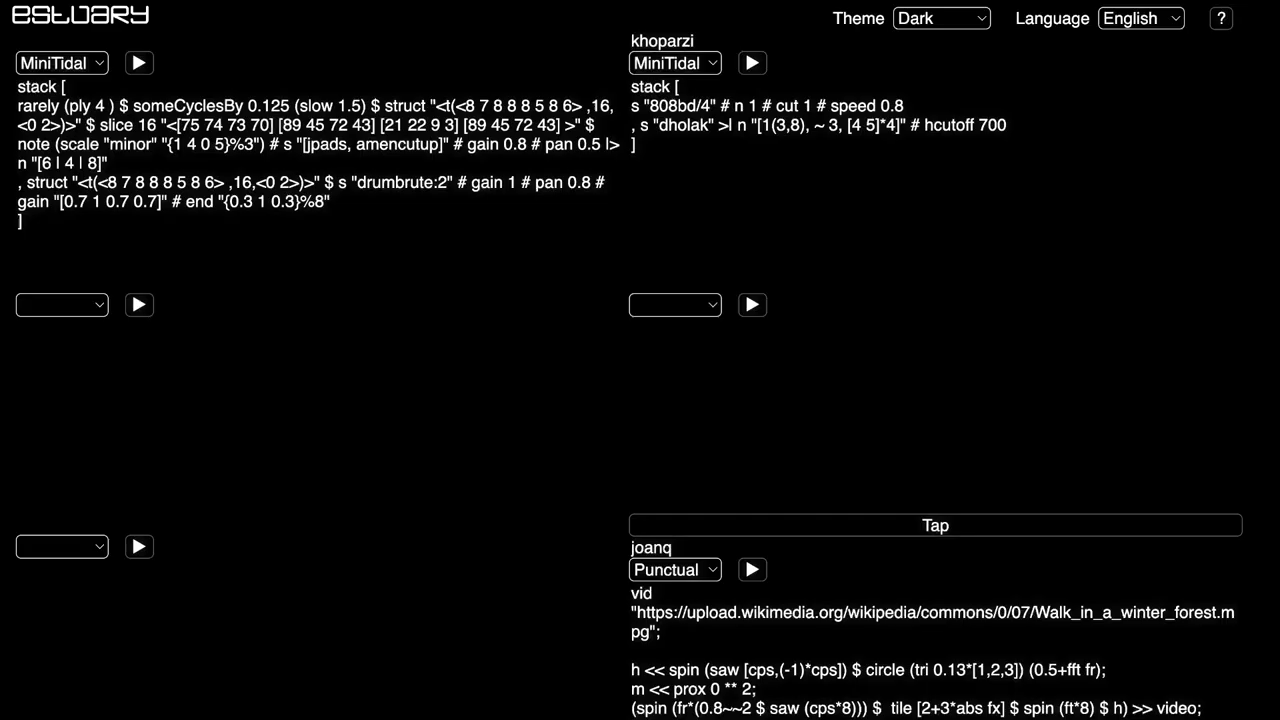 estuary
Theme Dark Language English ?
MiniTidal
stack [
rarely (ply 4 ) $ someCyclesBy 0.125 (slow 1.5) $ struct "<t(<8 7 8 8 8 5 8 6> ,16,
<0 2>)>" $ slice 16 "<[75 74 73 70] [89 45 72 43] [21 22 9 3] [89 45 72 43] >" $
note (scale "minor" "{1 4 0 5}%3") # s "[jpads, amencutup]" # gain 0.8 # pan 0.5 |>
n "[6 | 4 | 8]"
, struct "<t(<8 7 8 8 8 5 8 6> ,16,<0 2>)>" $ s "drumbrute:2" # gain 1 # pan 0.8 #
gain "[0.7 1 0.7 0.7]" # end "{0.3 1 0.3}%8"
]
khoparzi
MiniTidal
stack [
s "808bd/4" # n 1 # cut 1 # speed 0.8
, s "dholak" >| n "[1(3,8), ~ 3, [4 5]*4]" # hcutoff 700
]
Tap
joanq
Punctual
vid
"https://upload.wikimedia.org/wikipedia/commons/0/07/Walk_in_a_winter_forest.m
pg";
h << spin (saw [cps,(-1)*cps]) $ circle (tri 0.13*[1,2,3]) (0.5+fft fr);
m << prox 0 ** 2;
(spin (fr*(0.8~~2 $ saw (cps*8))) $  tile [2+3*abs fx] $ spin (ft*8) $ h) >> video;